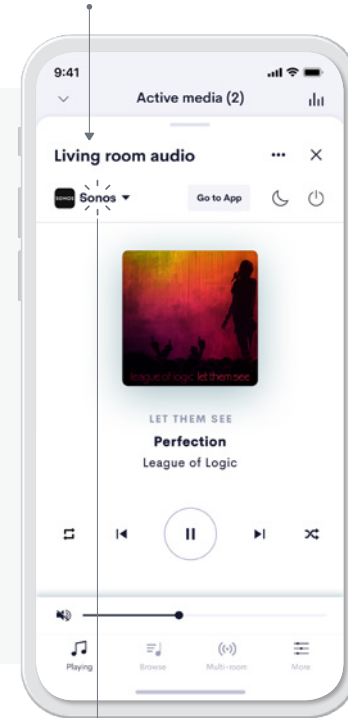 9:41
Active media (2)
Living room audio
SONOS Sonos
Go to App
league of logic let them see
LET THEM SEE
Perfection
League of Logic
Playing
Browse
Multi-room
More